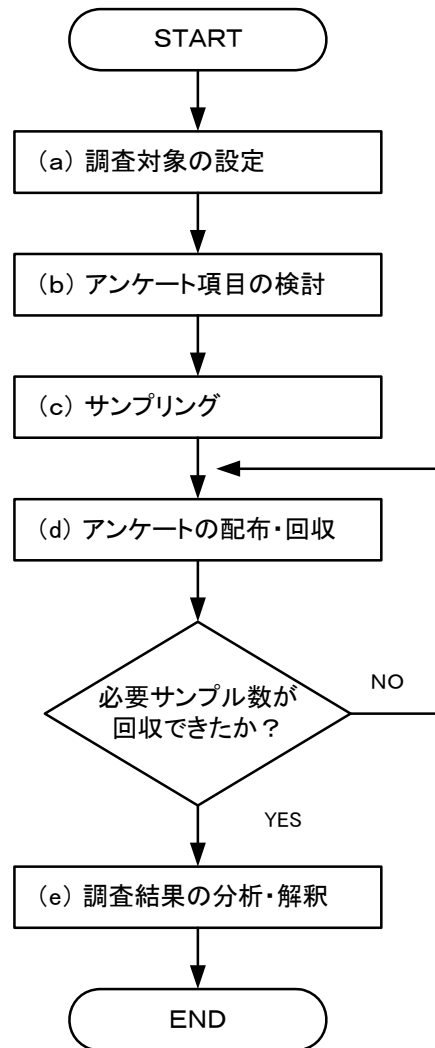 START
(a) 調査対象の設定
(b) アンケート項目の検討
(c) サンプリング
(d) アンケートの配布・回収
必要サンプル数が
回収できたか？
NO
YES
(e) 調査結果の分析・解釈
END